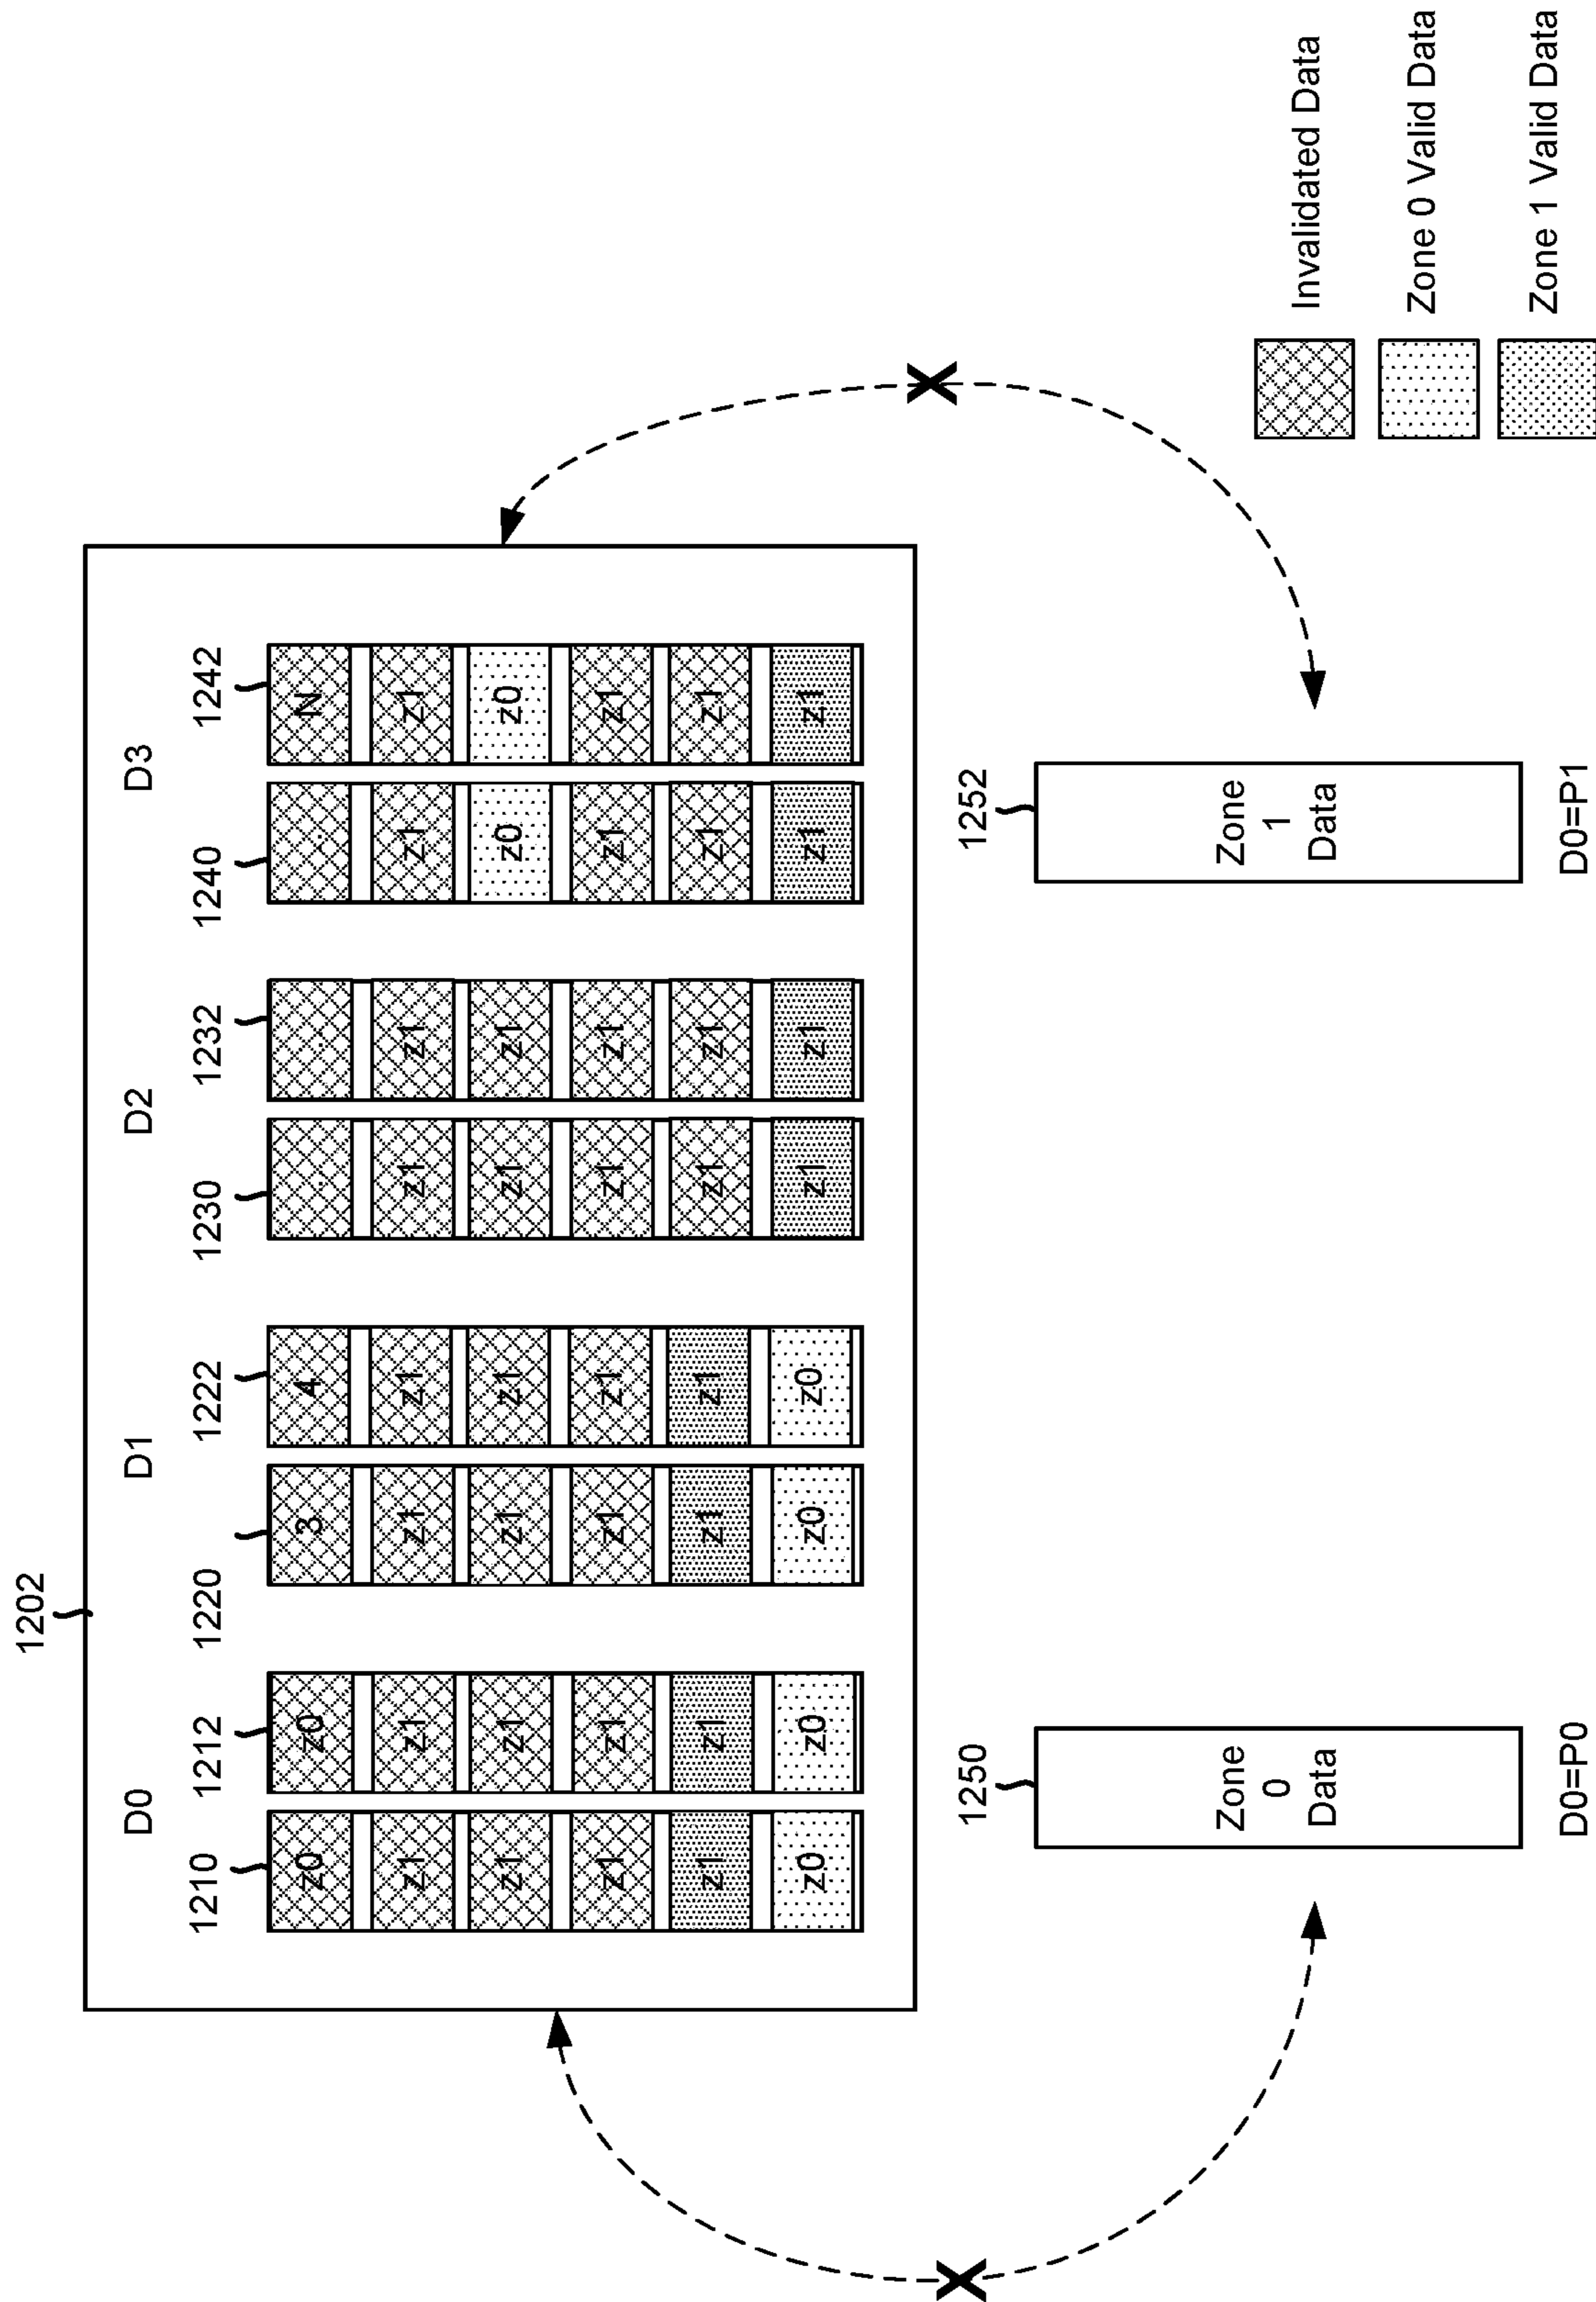 1202
D0 D1 D2 D3
1210 1212 1220 1222 1230 1232 1240 1242
z0 z0 3 4 . . . N
z1 z1 z1 z1 z1 z1 z1 z1
z1 z1 z1 z1 z1 z1 z0 z0
z1 z1 z1 z1 z1 z1 z1 z1
z1 z1 z1 z1 z1 z1 z1 z1
z0 z0 z0 z0 z1 z1 z1 z1
1250
Zone
0
Data
D0=P0
1252
Zone
1
Data
D0=P1
Invalidated Data
Zone 0 Valid Data
Zone 1 Valid Data